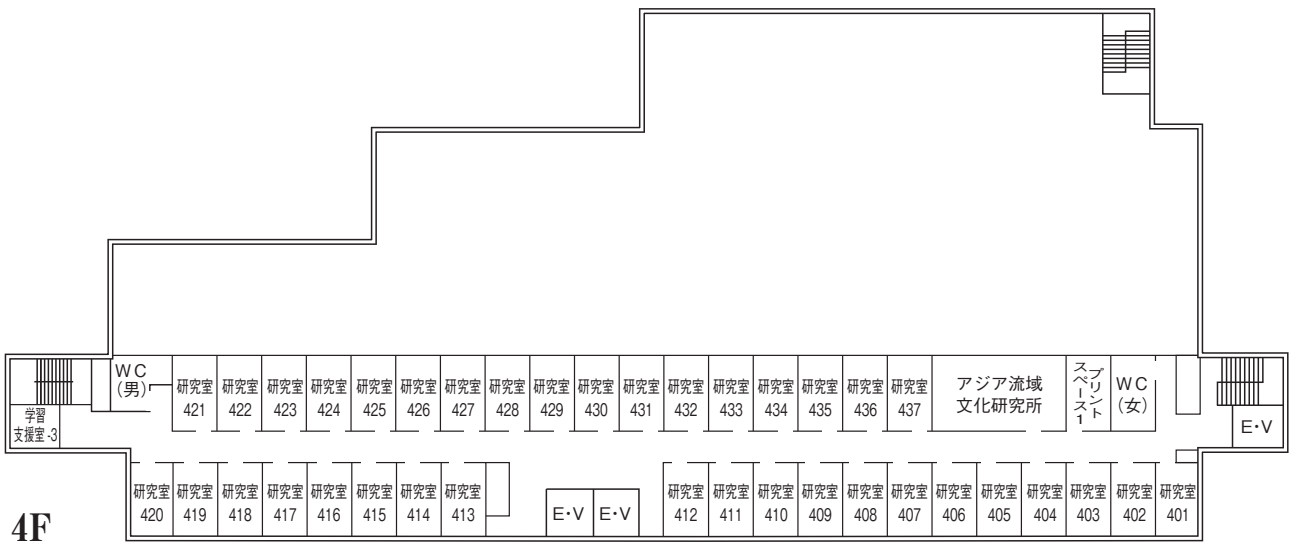 WC
(男)
研究室
421
研究室
422
研究室
423
研究室
424
研究室
425
研究室
426
研究室
427
研究室
428
研究室
429
研究室
430
研究室
431
研究室
432
研究室
433
研究室
434
研究室
435
研究室
436
研究室
437
アジア流域
文化研究所
プリント
スペース1
WC
(女)
学習
支援室-3
E・V
研究室
420
研究室
419
研究室
418
研究室
417
研究室
416
研究室
415
研究室
414
研究室
413
E・V
E・V
研究室
412
研究室
411
研究室
410
研究室
409
研究室
408
研究室
407
研究室
406
研究室
405
研究室
404
研究室
403
研究室
402
研究室
401
4F